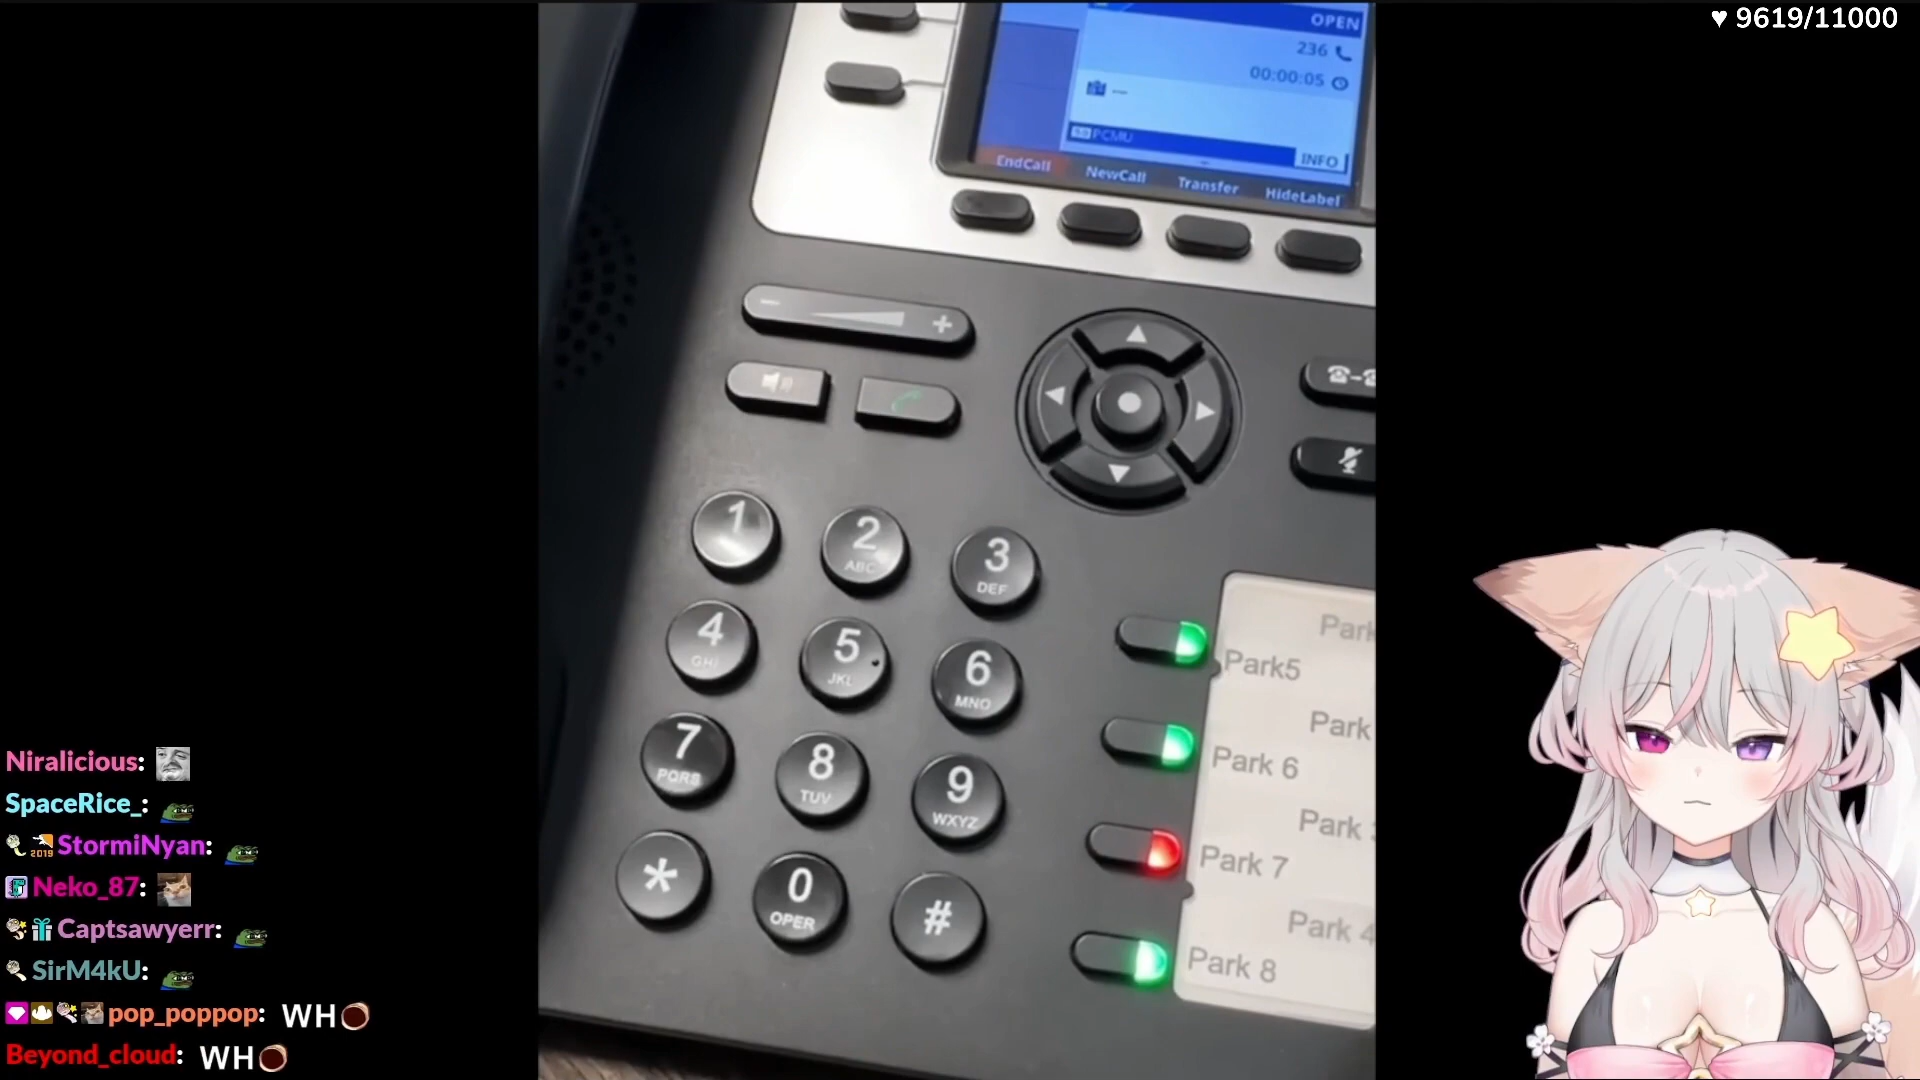 ♥ 9619/11000
OPEN
236
00:00:05
PCMU
INFO
EndCall
NewCall
Transfer
HideLabel
- +
1
2 ABC
3 DEF
4 GHI
5 JKL
6 MNO
7 PQRS
8 TUV
9 WXYZ
*
0 OPER
#
Park
Park5
Park
Park 6
Park
Park 7
Park 4
Park 8
Niralicious:
SpaceRice_:
2019 StormiNyan:
Neko_87:
Captsawyerr:
SirM4kU:
pop_poppop: WH
Beyond_cloud: WH